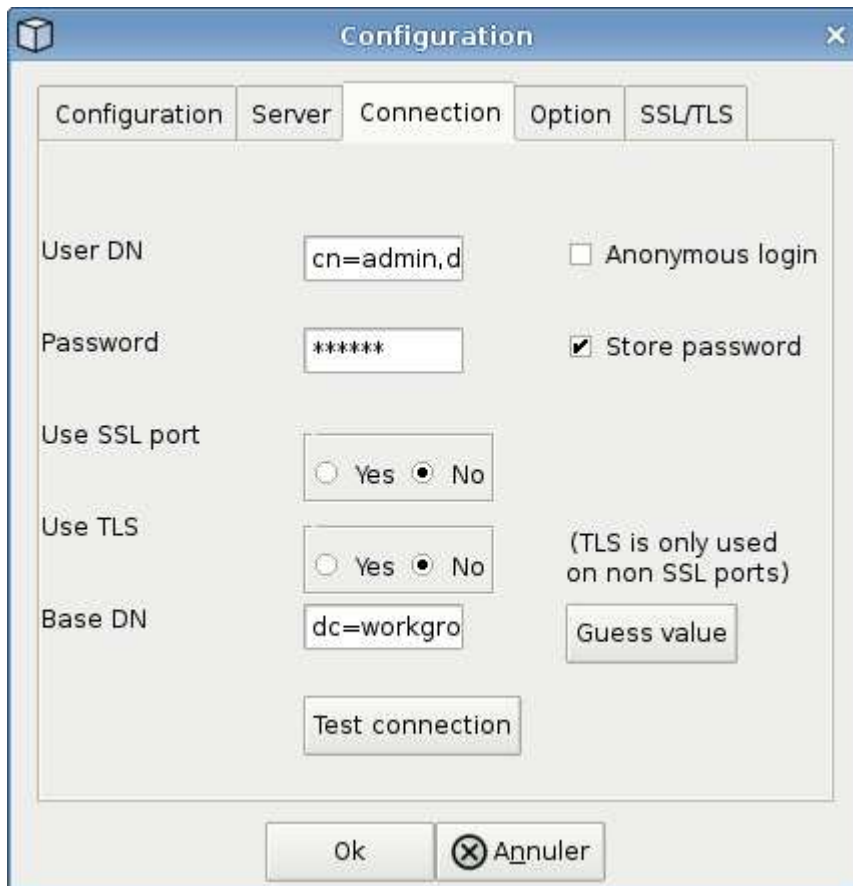 Configuration
Configuration Server Connection Option SSL/TLS
User DN cn=admin,d Anonymous login
Password ****** Store password
Use SSL port
Yes No
Use TLS
Yes No
(TLS is only used
on non SSL ports)
Base DN dc=workgro Guess value
Test connection
Ok Annuler